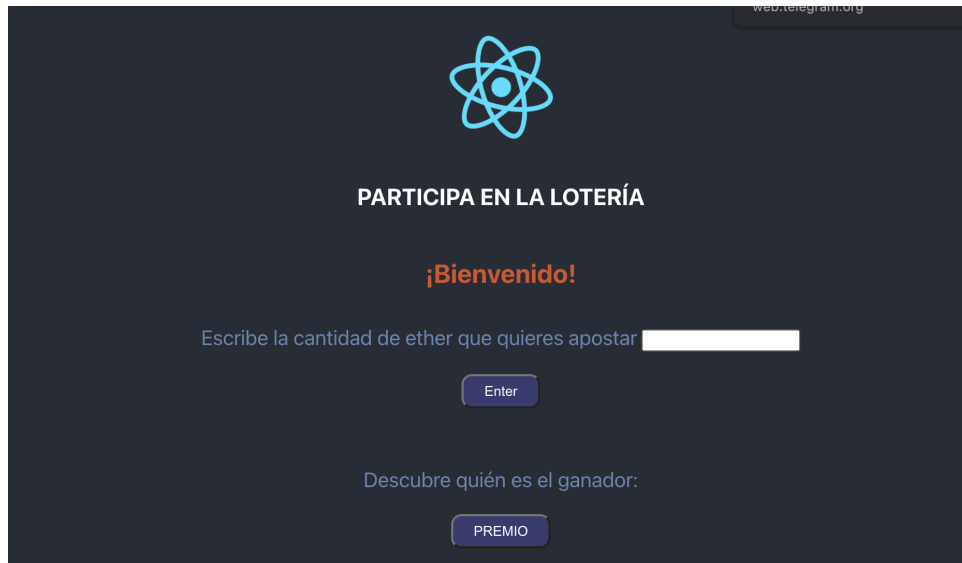 web.telegram.org
PARTICIPA EN LA LOTERÍA
¡Bienvenido!
Escribe la cantidad de ether que quieres apostar
Enter
Descubre quién es el ganador:
PREMIO